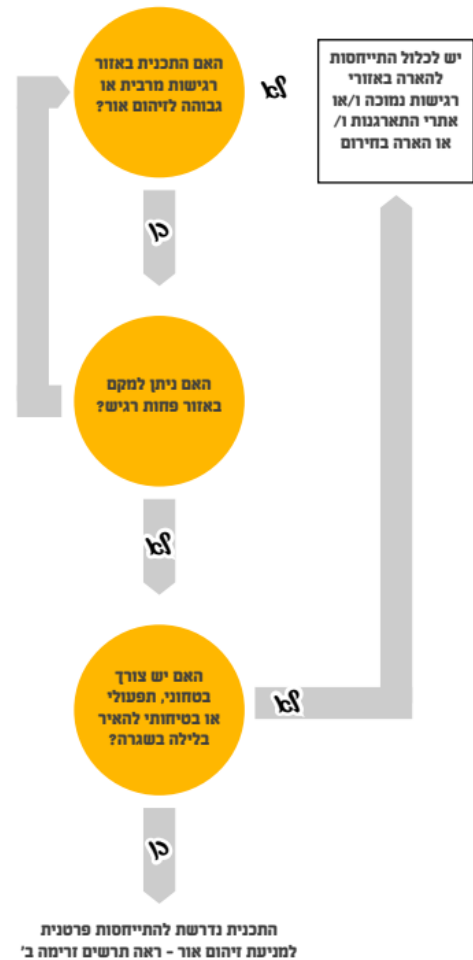 האם התכנית באזור
רגישות מרבית או
גבוהה לזיהום אור?
לא
יש לכלול התייחסות
להארה באזורי
רגישות נמוכה ו/או
אתרי התארגנות ו/
או הארה בחירום
כן
האם ניתן למקם
באזור פחות רגיש?
לא
האם יש צורך
בטחוני, תפעולי
או בטיחותי להאיר
בלילה בשגרה?
לא
כן
התכנית נדרשת להתייחסות פרטנית
למניעת זיהום אור - ראה תרשים זרימה ב'